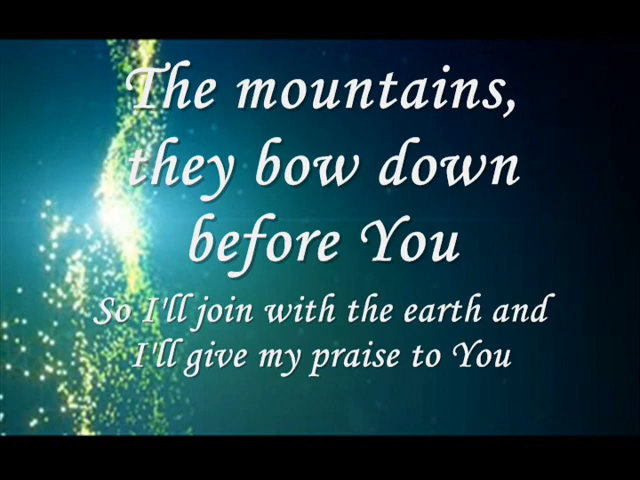 The mountains,
they bow down
before You
So I'll join with the earth and
I'll give my praise to You